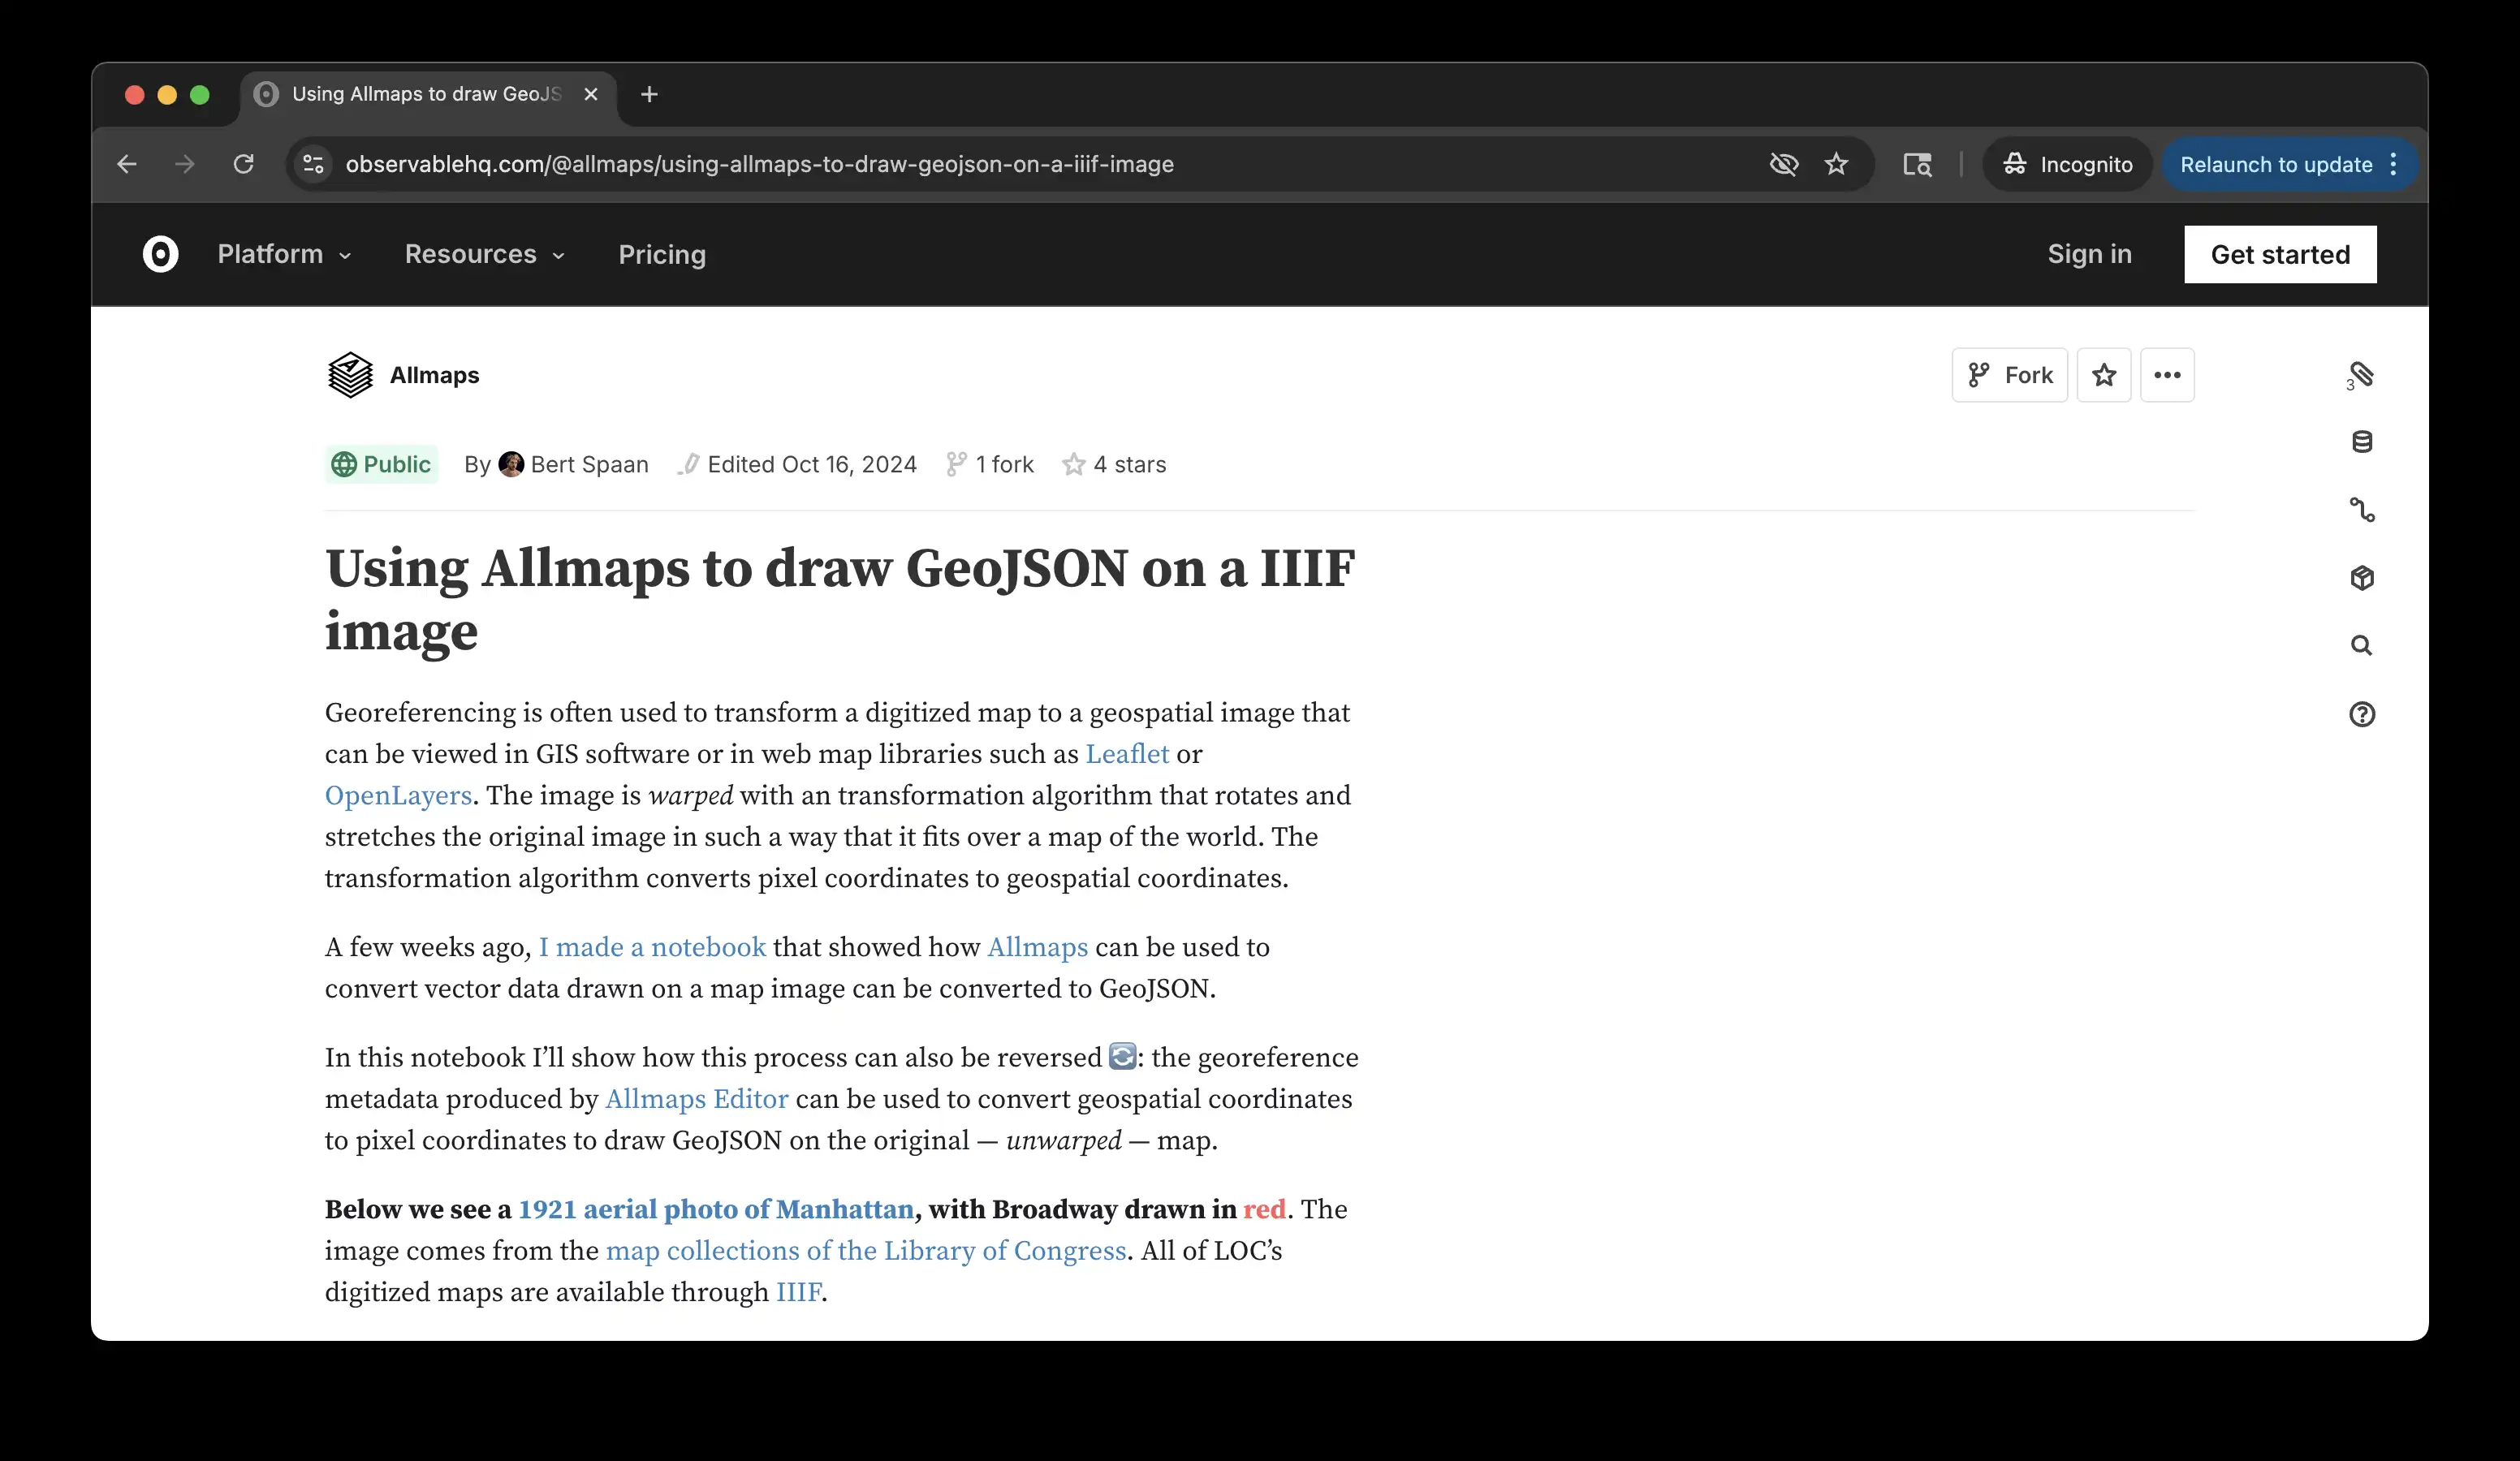 Using Allmaps to draw GeoJS
observablehq.com/@allmaps/using-allmaps-to-draw-geojson-on-a-iiif-image
Incognito
Relaunch to update
Platform
Resources
Pricing
Sign in
Get started
Allmaps
Fork
3
Public
By Bert Spaan
Edited Oct 16, 2024
1 fork
4 stars
Using Allmaps to draw GeoJSON on a IIIF
image
Georeferencing is often used to transform a digitized map to a geospatial image that
can be viewed in GIS software or in web map libraries such as Leaflet or
OpenLayers. The image is warped with an transformation algorithm that rotates and
stretches the original image in such a way that it fits over a map of the world. The
transformation algorithm converts pixel coordinates to geospatial coordinates.
A few weeks ago, I made a notebook that showed how Allmaps can be used to
convert vector data drawn on a map image can be converted to GeoJSON.
In this notebook I’ll show how this process can also be reversed 🔄: the georeference
metadata produced by Allmaps Editor can be used to convert geospatial coordinates
to pixel coordinates to draw GeoJSON on the original — unwarped — map.
Below we see a 1921 aerial photo of Manhattan, with Broadway drawn in red. The
image comes from the map collections of the Library of Congress. All of LOC’s
digitized maps are available through IIIF.